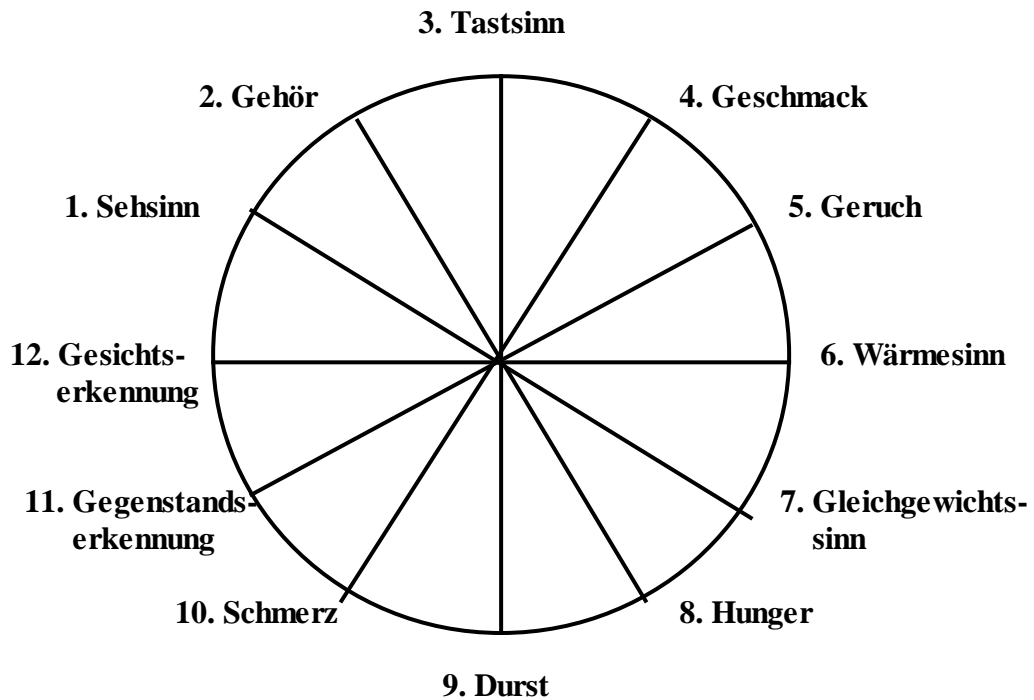 3. Tastsinn
2. Gehör
4. Geschmack
1. Sehsinn
5. Geruch
12. Gesichts-
erkennung
6. Wärmesinn
11. Gegenstands-
erkennung
7. Gleichgewichts-
sinn
10. Schmerz
8. Hunger
9. Durst